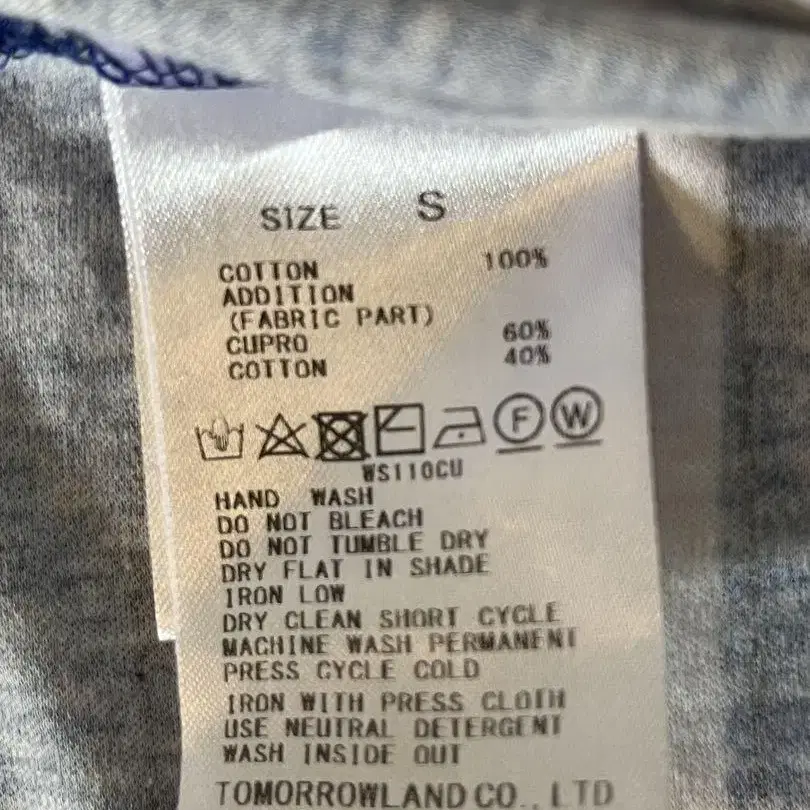 SIZE S
COTTON 100%
ADDITION
(FABRIC PART)
CUPRO 60%
COTTON 40%
F W
WS110CU
HAND WASH
DO NOT BLEACH
DO NOT TUMBLE DRY
DRY FLAT IN SHADE
IRON LOW
DRY CLEAN SHORT CYCLE
MACHINE WASH PERMANENT
PRESS CYCLE COLD
IRON WITH PRESS CLOTH
USE NEUTRAL DETERGENT
WASH INSIDE OUT
TOMORROWLAND CO., LTD